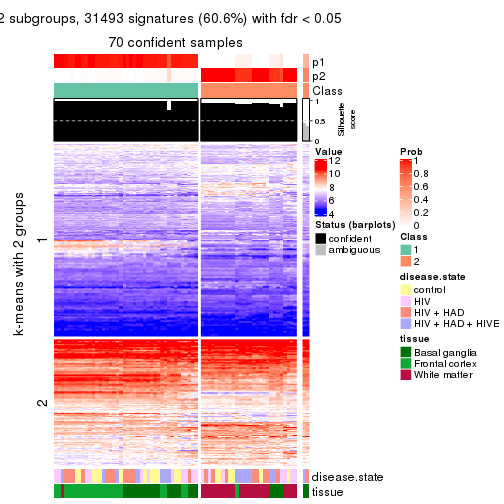 2 subgroups, 31493 signatures (60.6%) with fdr < 0.05
70 confident samples
p1
p2
Class
1
0.5
0
Silhouette
score
k-means with 2 groups
1
2
disease.state
tissue
Value
12
10
8
6
4
Status (barplots)
confident
ambiguous
Prob
1
0.8
0.6
0.4
0.2
0
Class
1
2
disease.state
control
HIV
HIV + HAD
HIV + HAD + HIVE
tissue
Basal ganglia
Frontal cortex
White matter